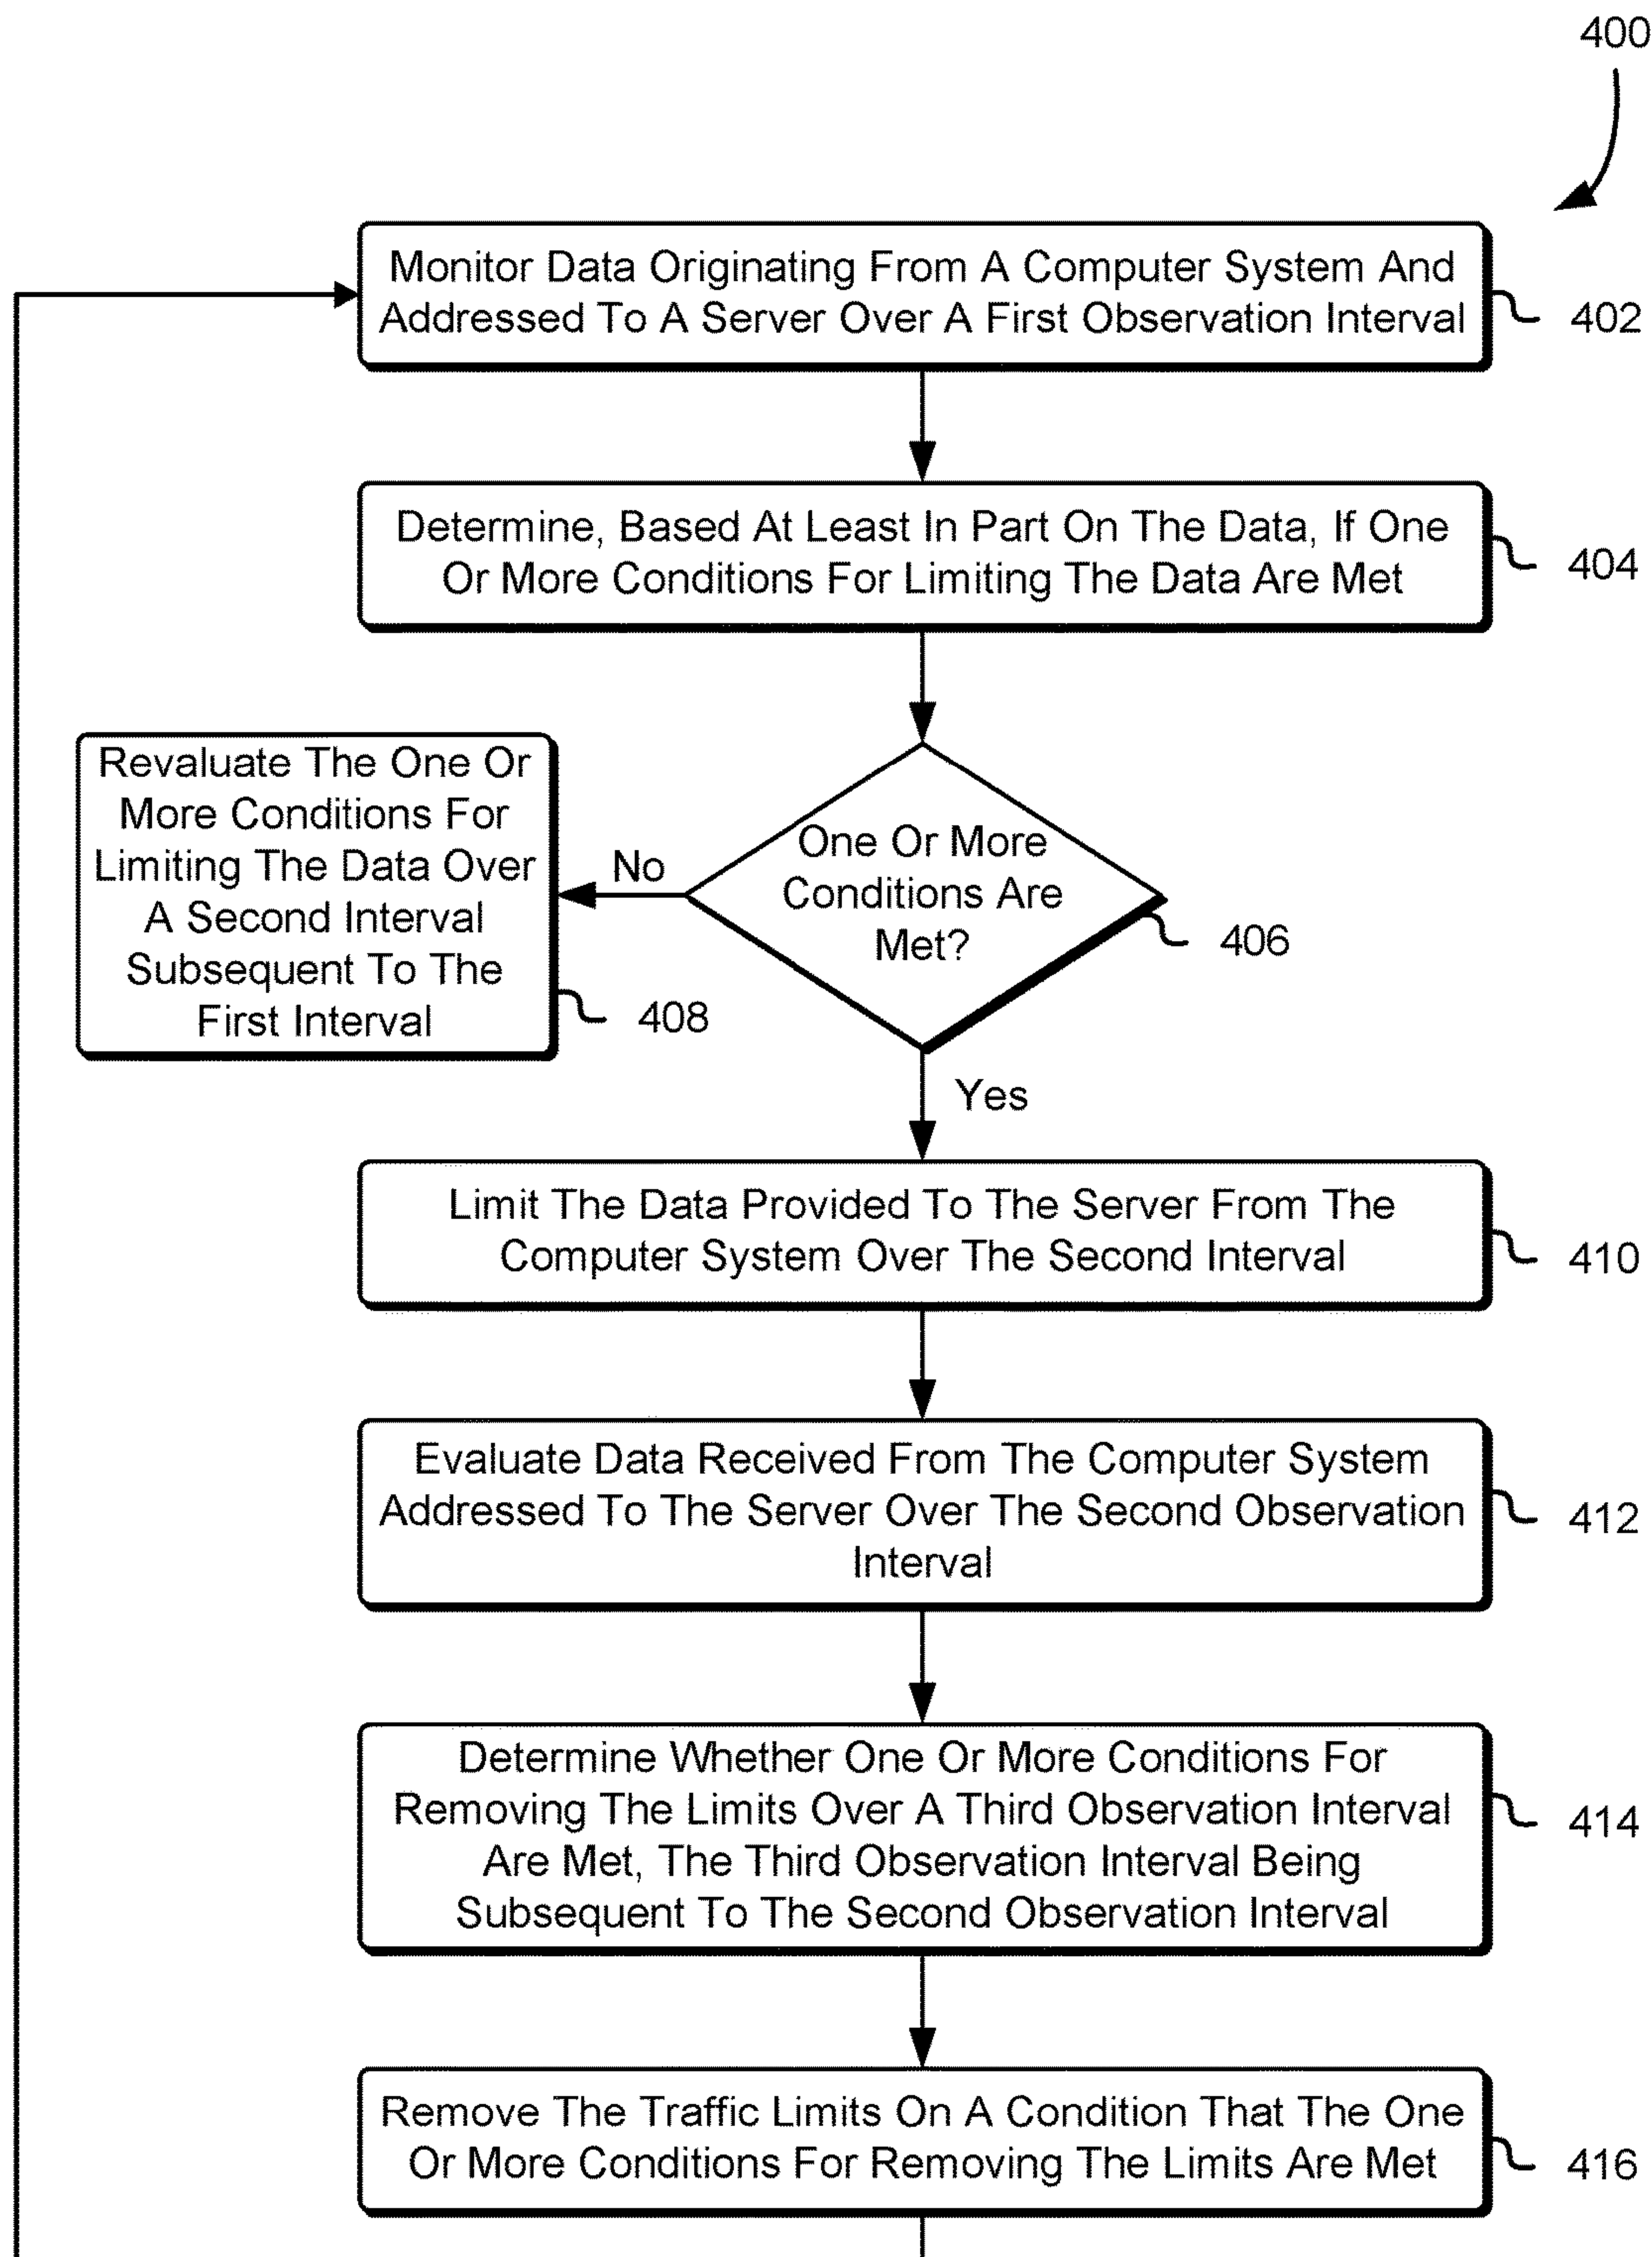 400
Monitor Data Originating From A Computer System And
Addressed To A Server Over A First Observation Interval
402
Determine, Based At Least In Part On The Data, If One
Or More Conditions For Limiting The Data Are Met
404
Revaluate The One Or
More Conditions For
Limiting The Data Over
A Second Interval
Subsequent To The
First Interval
408
No
One Or More
Conditions Are
Met?
406
Yes
Limit The Data Provided To The Server From The
Computer System Over The Second Interval
410
Evaluate Data Received From The Computer System
Addressed To The Server Over The Second Observation
Interval
412
Determine Whether One Or More Conditions For
Removing The Limits Over A Third Observation Interval
Are Met, The Third Observation Interval Being
Subsequent To The Second Observation Interval
414
Remove The Traffic Limits On A Condition That The One
Or More Conditions For Removing The Limits Are Met
416